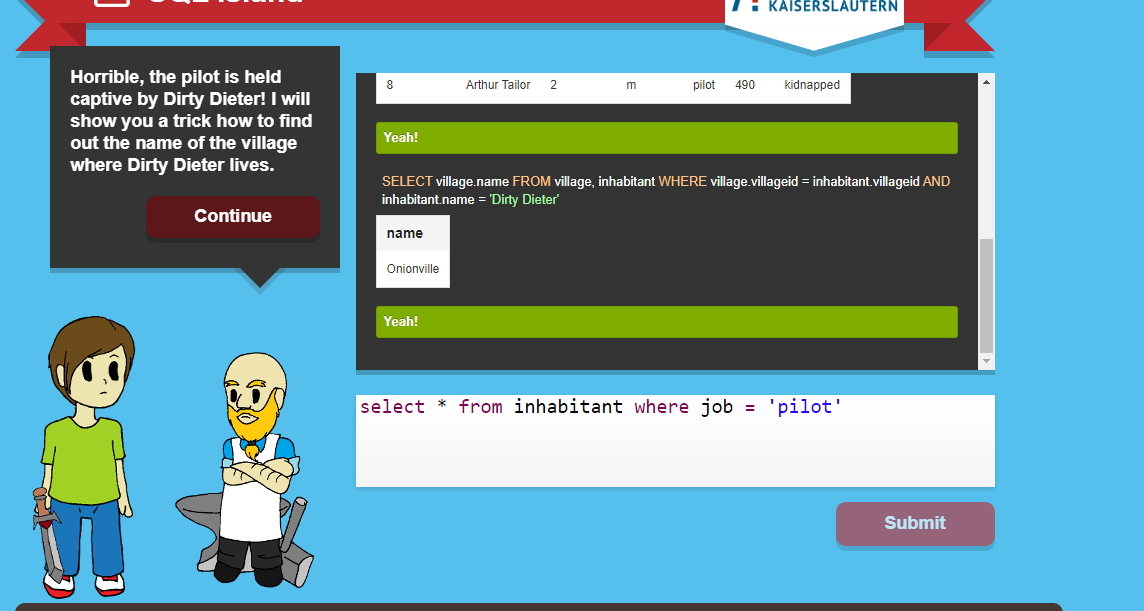 KAISERSLAUTERN
Horrible, the pilot is held
captive by Dirty Dieter! I will
show you a trick how to find
out the name of the village
where Dirty Dieter lives.
Continue
8 Arthur Tailor 2 m pilot 490 kidnapped
Yeah!
SELECT village.name FROM village, inhabitant WHERE village.villageid = inhabitant.villageid AND
inhabitant.name = 'Dirty Dieter'
name
Onionville
Yeah!
select * from inhabitant where job = 'pilot'
Submit